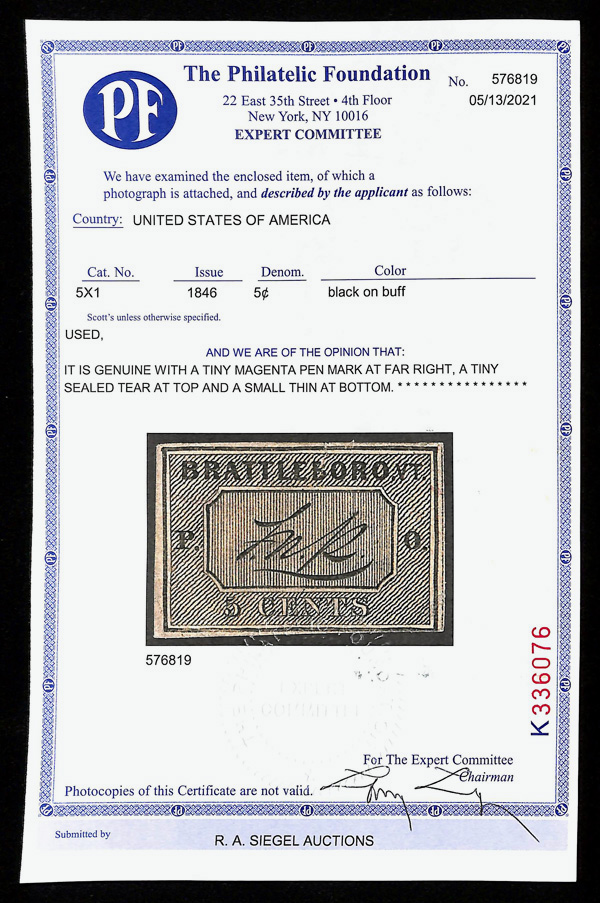 PF
The Philatelic Foundation
22 East 35th Street • 4th Floor
New York, NY 10016
EXPERT COMMITTEE
No. 576819
05/13/2021
We have examined the enclosed item, of which a
photograph is attached, and described by the applicant as follows:
Country: UNITED STATES OF AMERICA
Cat. No. Issue Denom. Color
5X1 1846 5¢ black on buff
Scott's unless otherwise specified.
USED,
AND WE ARE OF THE OPINION THAT:
IT IS GENUINE WITH A TINY MAGENTA PEN MARK AT FAR RIGHT, A TINY
SEALED TEAR AT TOP AND A SMALL THIN AT BOTTOM. * * * * * * * * * * * * * * * *
BRATTLEBORO, VT
P. O.
5 CENTS
576819
K336076
For The Expert Committee
Chairman
Photocopies of this Certificate are not valid.
Submitted by
R. A. SIEGEL AUCTIONS